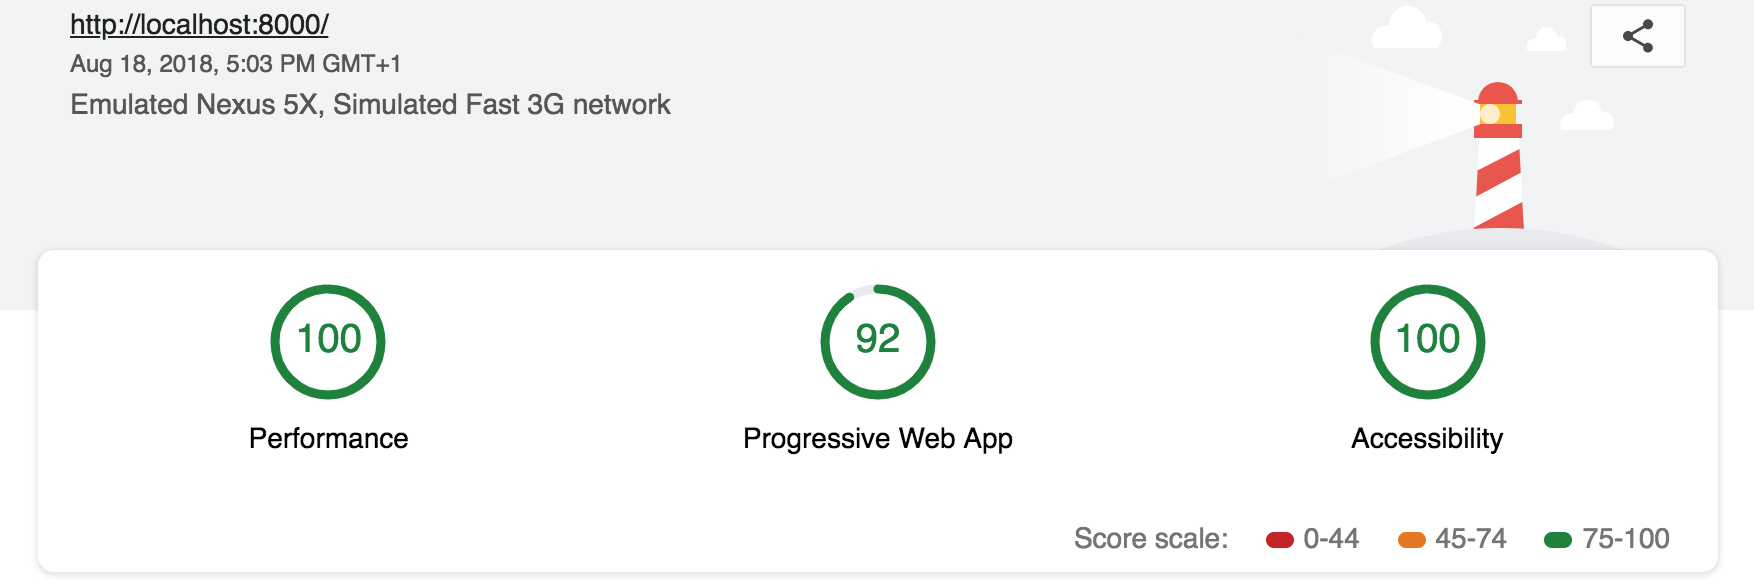 http://localhost:8000/
Aug 18, 2018, 5:03 PM GMT+1
Emulated Nexus 5X, Simulated Fast 3G network
100
92
100
Performance
Progressive Web App
Accessibility
Score scale: 0-44 45-74 75-100